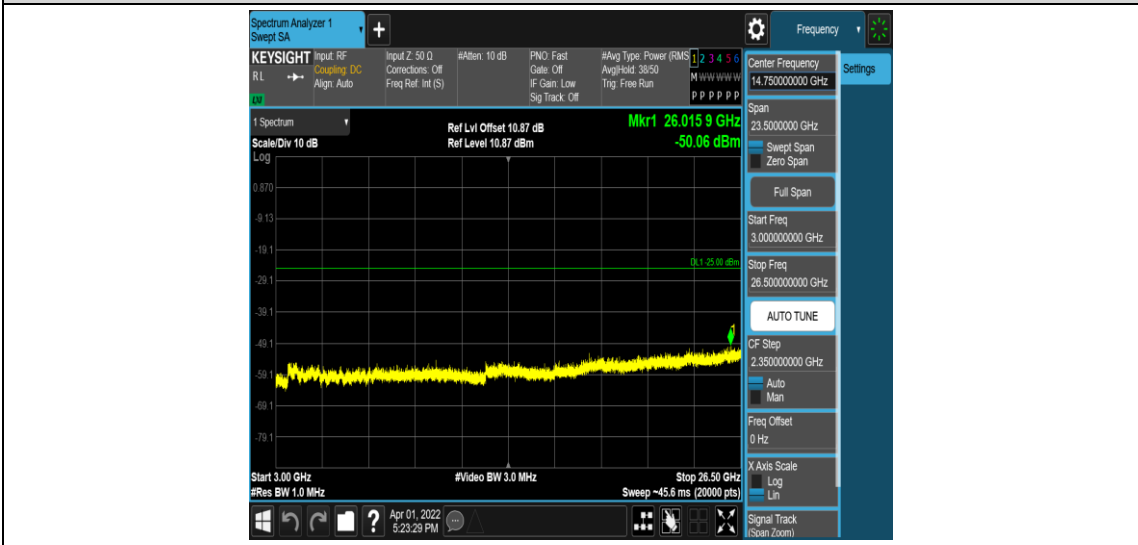 Spectrum Analyzer 1
Swept SA
+
Frequency
KEYSIGHT
RL
LXI
Input: RF
Coupling: DC
Align: Auto
Input Z: 50 Ω
Corrections: Off
Freq Ref: Int (S)
#Atten: 10 dB
PNO: Fast
Gate: Off
IF Gain: Low
Sig Track: Off
#Avg Type: Power (RMS
Avg|Hold: 38/50
Trig: Free Run
1 2 3 4 5 6
M W W W W W
P P P P P P
1 Spectrum
Scale/Div 10 dB
Log
Ref Lvl Offset 10.87 dB
Ref Level 10.87 dBm
Mkr1 26.015 9 GHz
-50.06 dBm
0.870
-9.13
-19.1
DL1 -25.00 dBm
-29.1
-39.1
1
-49.1
-59.1
-69.1
-79.1
Start 3.00 GHz
#Video BW 3.0 MHz
Stop 26.50 GHz
#Res BW 1.0 MHz
Sweep ~45.6 ms (20000 pts)
?
Apr 01, 2022
5:23:29 PM
Center Frequency
14.750000000 GHz
Settings
Span
23.5000000 GHz
Swept Span
Zero Span
Full Span
Start Freq
3.000000000 GHz
Stop Freq
26.500000000 GHz
AUTO TUNE
CF Step
2.350000000 GHz
Auto
Man
Freq Offset
0 Hz
X Axis Scale
Log
Lin
Signal Track
(Span Zoom)